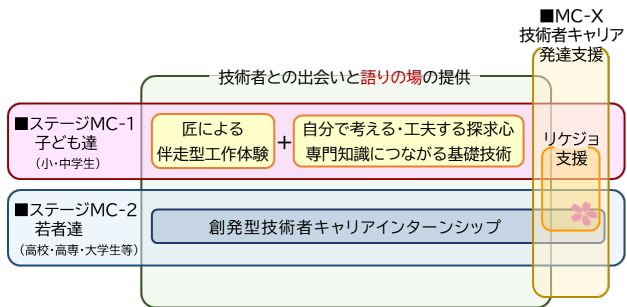 ■MC-X
技術者キャリア
発達支援
技術者との出会いと語りの場の提供
■ステージMC-1
子ども達
（小・中学生）
匠による
伴走型工作体験
+
自分で考える・工夫する探求心
専門知識につながる基礎技術
リケジョ
支援
■ステージMC-2
若者達
（高校・高専・大学生等）
創発型技術者キャリアインターンシップ